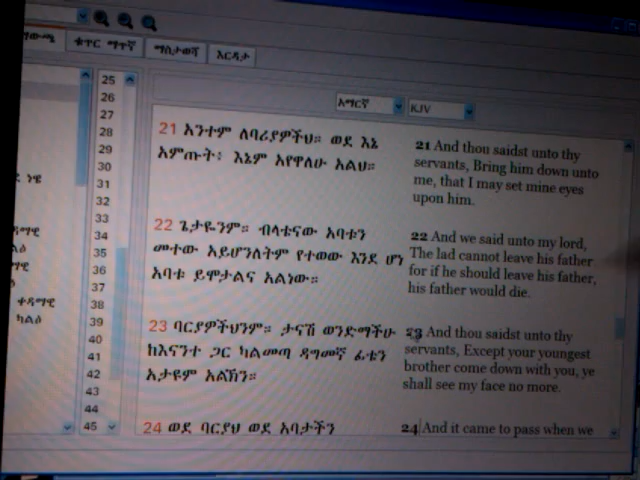 ቁጥር ማጥኛ
ማስታወሻ
እርዳታ
አማርኛ
KJV
25
26
27
28
29
30
31
32
33
34
35
36
37
38
39
40
41
42
43
44
45
21 አንተም ለባሪያዎችህ። ወደ እኔ
አምጡት፥ እኔም አየዋለሁ አልህ።
22 ጌታዬንም። ብላቴናው አባቱን
መተው አይሆንለትም የተወው እንደ ሆነ
አባቱ ይሞታልና አልነው።
23 ባርያዎችህንም። ታናሽ ወንድማችሁ
ከእናንተ ጋር ካልመጣ ዳግመኛ ፊቴን
አታዩም አልኸን።
24 ወደ ባርያህ ወደ አባታችን
21 And thou saidst unto thy
servants, Bring him down unto
me, that I may set mine eyes
upon him.
22 And we said unto my lord,
The lad cannot leave his father
for if he should leave his father,
his father would die.
23 And thou saidst unto thy
servants, Except your youngest
brother come down with you, ye
shall see my face no more.
24 And it came to pass when we